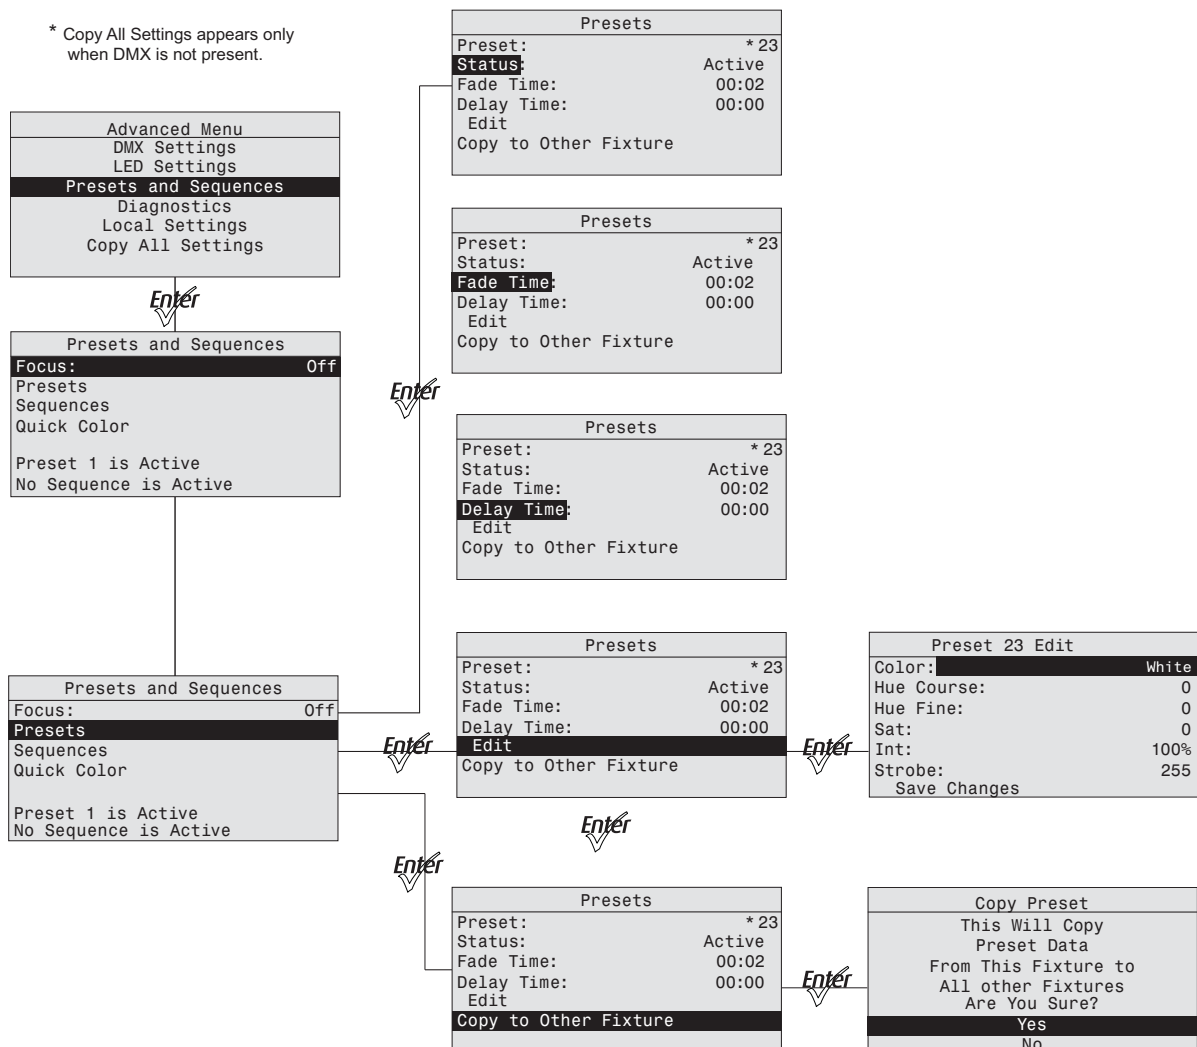 * Copy All Settings appears only
when DMX is not present.
Advanced Menu
DMX Settings
LED Settings
Presets and Sequences
Diagnostics
Local Settings
Copy All Settings
Enter
Presets and Sequences
Focus: Off
Presets
Sequences
Quick Color
Preset 1 is Active
No Sequence is Active
Presets and Sequences
Focus: Off
Presets
Sequences
Quick Color
Preset 1 is Active
No Sequence is Active
Enter
Presets
Preset: * 23
Status: Active
Fade Time: 00:02
Delay Time: 00:00
Edit
Copy to Other Fixture
Presets
Preset: * 23
Status: Active
Fade Time: 00:02
Delay Time: 00:00
Edit
Copy to Other Fixture
Presets
Preset: * 23
Status: Active
Fade Time: 00:02
Delay Time: 00:00
Edit
Copy to Other Fixture
Enter
Presets
Preset: * 23
Status: Active
Fade Time: 00:02
Delay Time: 00:00
Edit
Copy to Other Fixture
Enter
Preset 23 Edit
Color: White
Hue Course: 0
Hue Fine: 0
Sat: 0
Int: 100%
Strobe: 255
Save Changes
Enter
Enter
Presets
Preset: * 23
Status: Active
Fade Time: 00:02
Delay Time: 00:00
Edit
Copy to Other Fixture
Enter
Copy Preset
This Will Copy
Preset Data
From This Fixture to
All other Fixtures
Are You Sure?
Yes
No